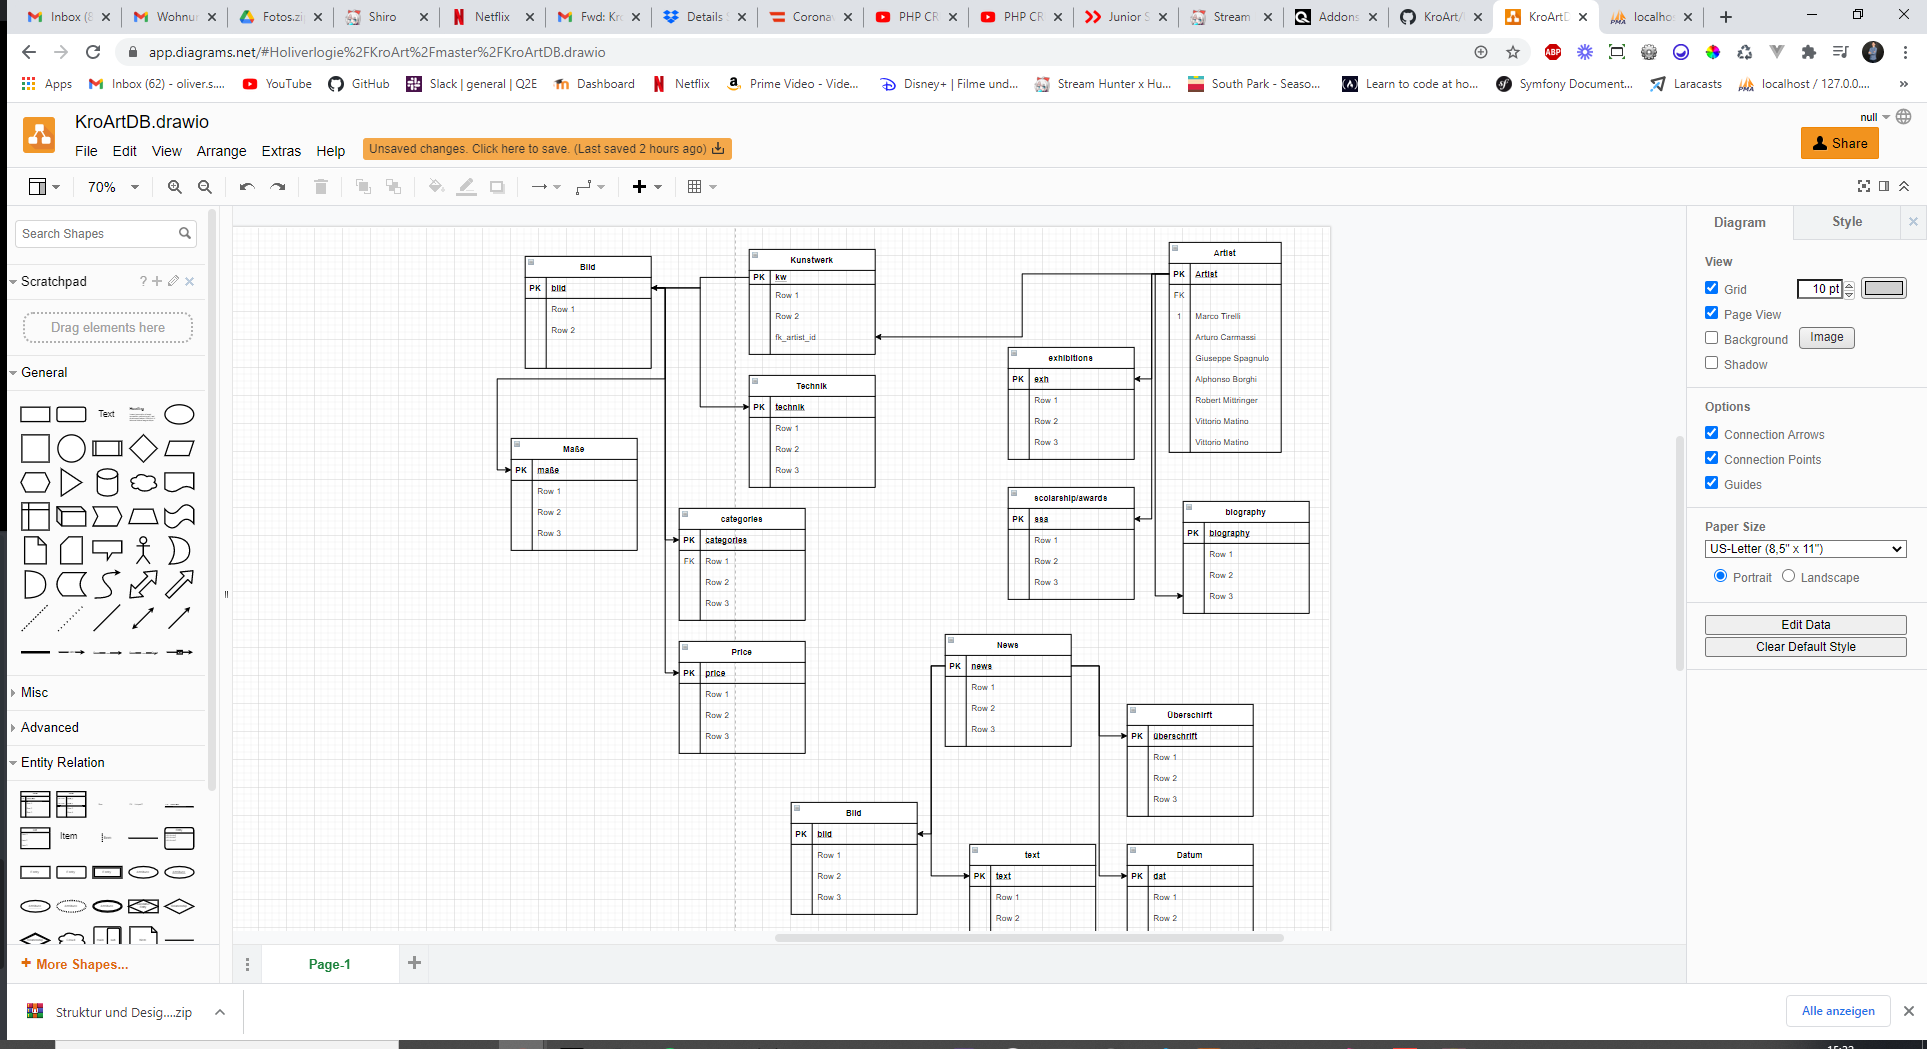 Inbox (8
Wohnur
Fotos.zi
Shiro
Netflix
Fwd: Kr
Details
Corona
PHP CR
PHP CR
Junior S
Stream
Addons
KroArt/
KroArtD
localho
app.diagrams.net/#Holiverlogie%2FKroArt%2Fmaster%2FKroArtDB.drawio
ABP
Apps
Inbox (62) - oliver.s....
YouTube
GitHub
Slack | general | Q2E
Dashboard
Netflix
Prime Video - Vide...
Disney+ | Filme und...
Stream Hunter x Hu...
South Park - Seaso...
Learn to code at ho...
Symfony Document...
Laracasts
localhost / 127.0.0....
»
KroArtDB.drawio
null
File Edit View Arrange Extras Help
Unsaved changes. Click here to save. (Last saved 2 hours ago)
Share
70%
Search Shapes
Scratchpad
?
Drag elements here
General
Text
Heading
Misc
Advanced
Entity Relation
Item
+ More Shapes...
Bild
PK bild
Row 1
Row 2
Kunstwerk
PK kw
Row 1
Row 2
fk_artist_id
Artist
PK Artist
FK
1 Marco Tirelli
Arturo Carmassi
Giuseppe Spagnulo
Alphonso Borghi
Robert Mittringer
Vittorio Matino
Vittorio Matino
exhibitions
PK exh
Row 1
Row 2
Row 3
Technik
PK technik
Row 1
Row 2
Row 3
Maße
PK maße
Row 1
Row 2
Row 3
scolarship/awards
PK ssa
Row 1
Row 2
Row 3
biography
PK biography
Row 1
Row 2
Row 3
categories
PK categories
FK Row 1
Row 2
Row 3
Price
PK price
Row 1
Row 2
Row 3
News
PK news
Row 1
Row 2
Row 3
Überschirft
PK überschrift
Row 1
Row 2
Row 3
Bild
PK bild
Row 1
Row 2
Row 3
text
PK text
Row 1
Row 2
Datum
PK dat
Row 1
Row 2
Diagram
Style
View
Grid
10 pt
Page View
Background
Image
Shadow
Options
Connection Arrows
Connection Points
Guides
Paper Size
US-Letter (8,5" x 11")
Portrait
Landscape
Edit Data
Clear Default Style
Page-1
Struktur und Desig....zip
Alle anzeigen